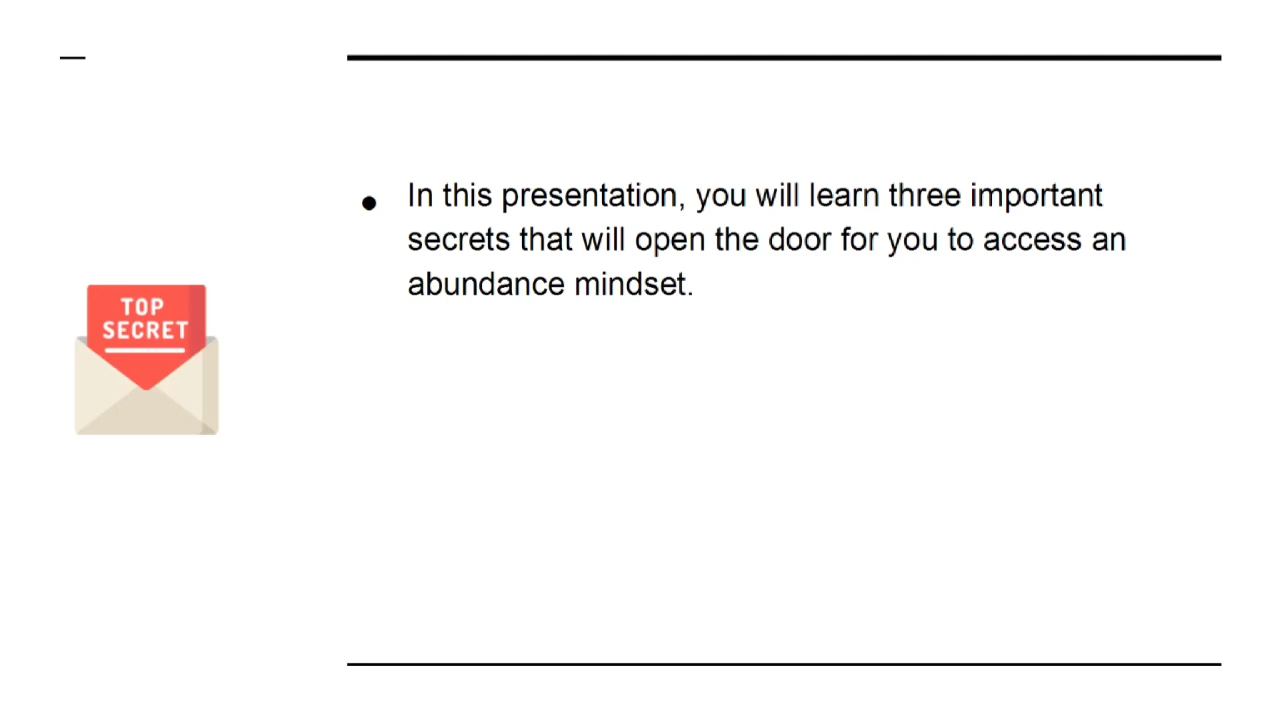 TOP
SECRET
In this presentation, you will learn three important
secrets that will open the door for you to access an
abundance mindset.